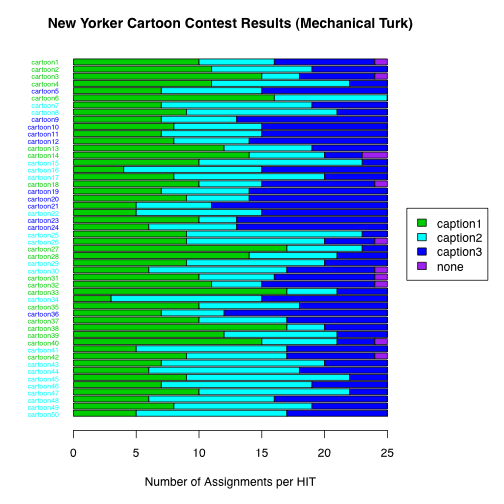 New Yorker Cartoon Contest Results (Mechanical Turk)
cartoon1
cartoon2
cartoon3
cartoon4
cartoon5
cartoon6
cartoon7
cartoon8
cartoon9
cartoon10
cartoon11
cartoon12
cartoon13
cartoon14
cartoon15
cartoon16
cartoon17
cartoon18
cartoon19
cartoon20
cartoon21
cartoon22
cartoon23
cartoon24
cartoon25
cartoon26
cartoon27
cartoon28
cartoon29
cartoon30
cartoon31
cartoon32
cartoon33
cartoon34
cartoon35
cartoon36
cartoon37
cartoon38
cartoon39
cartoon40
cartoon41
cartoon42
cartoon43
cartoon44
cartoon45
cartoon46
cartoon47
cartoon48
cartoon49
cartoon50
caption1
caption2
caption3
none
0 5 10 15 20 25
Number of Assignments per HIT